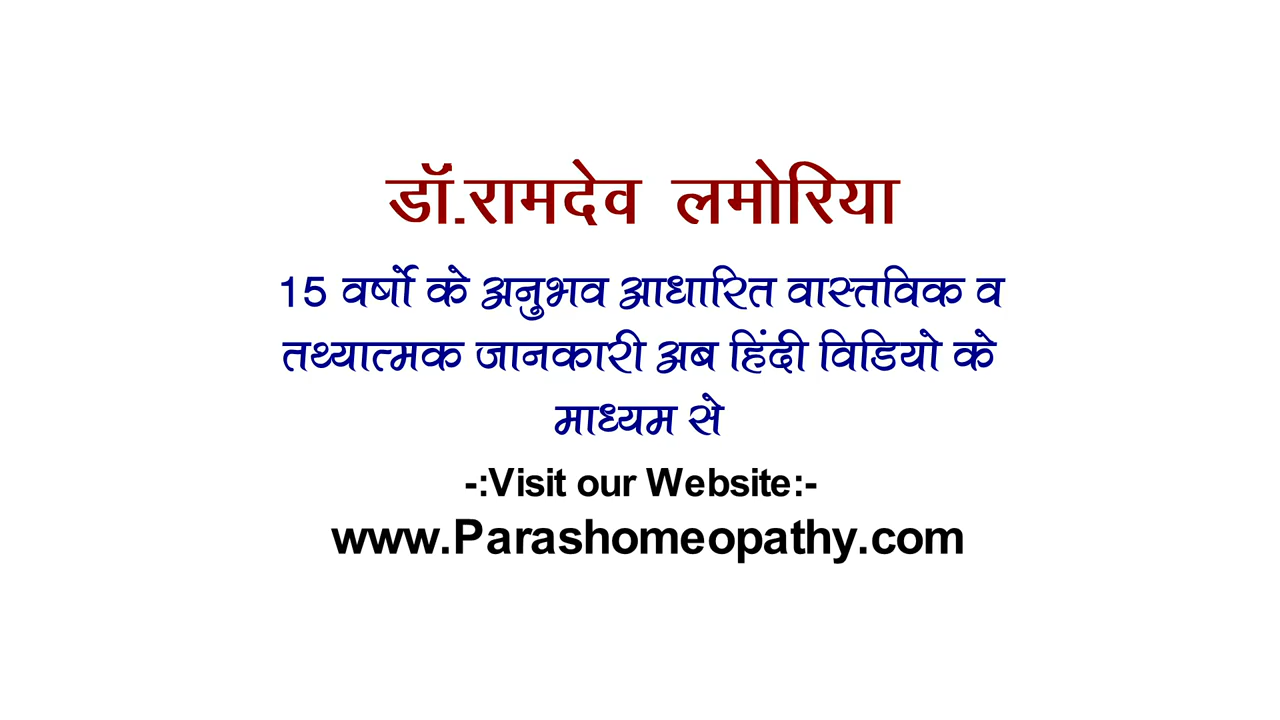 डॉ.रामदेव लमोरिया
15 वर्षो के अनुभव आधारित वास्तविक व
तथ्यात्मक जानकारी अब हिंदी विडियो के
माध्यम से
-:Visit our Website:-
www.Parashomeopathy.com